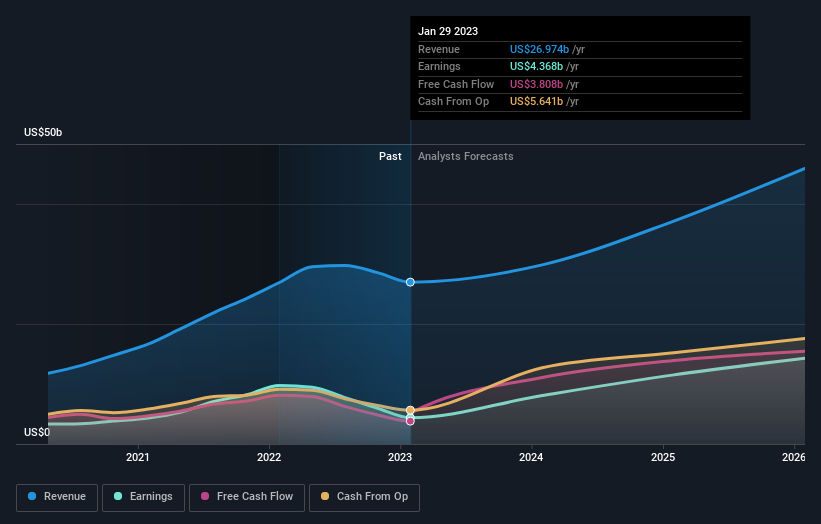 Jan 29 2023
Revenue US$26.974b /yr
Earnings US$4.368b /yr
Free Cash Flow US$3.808b /yr
Cash From Op US$5.641b /yr
US$50b
Past Analysts Forecasts
US$0
2021 2022 2023 2024 2025 2026
Revenue Earnings Free Cash Flow Cash From Op